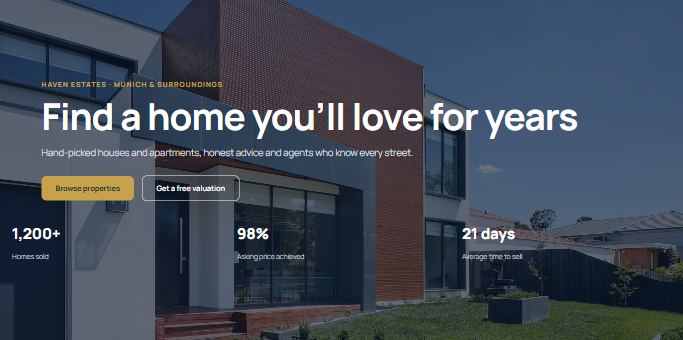 HAVEN ESTATES · MUNICH & SURROUNDINGS
Find a home you'll love for years
Hand-picked houses and apartments, honest advice and agents who know every street.
Browse properties
Get a free valuation
1,200+
98%
21 days
Homes sold
Asking price achieved
Average time to sell